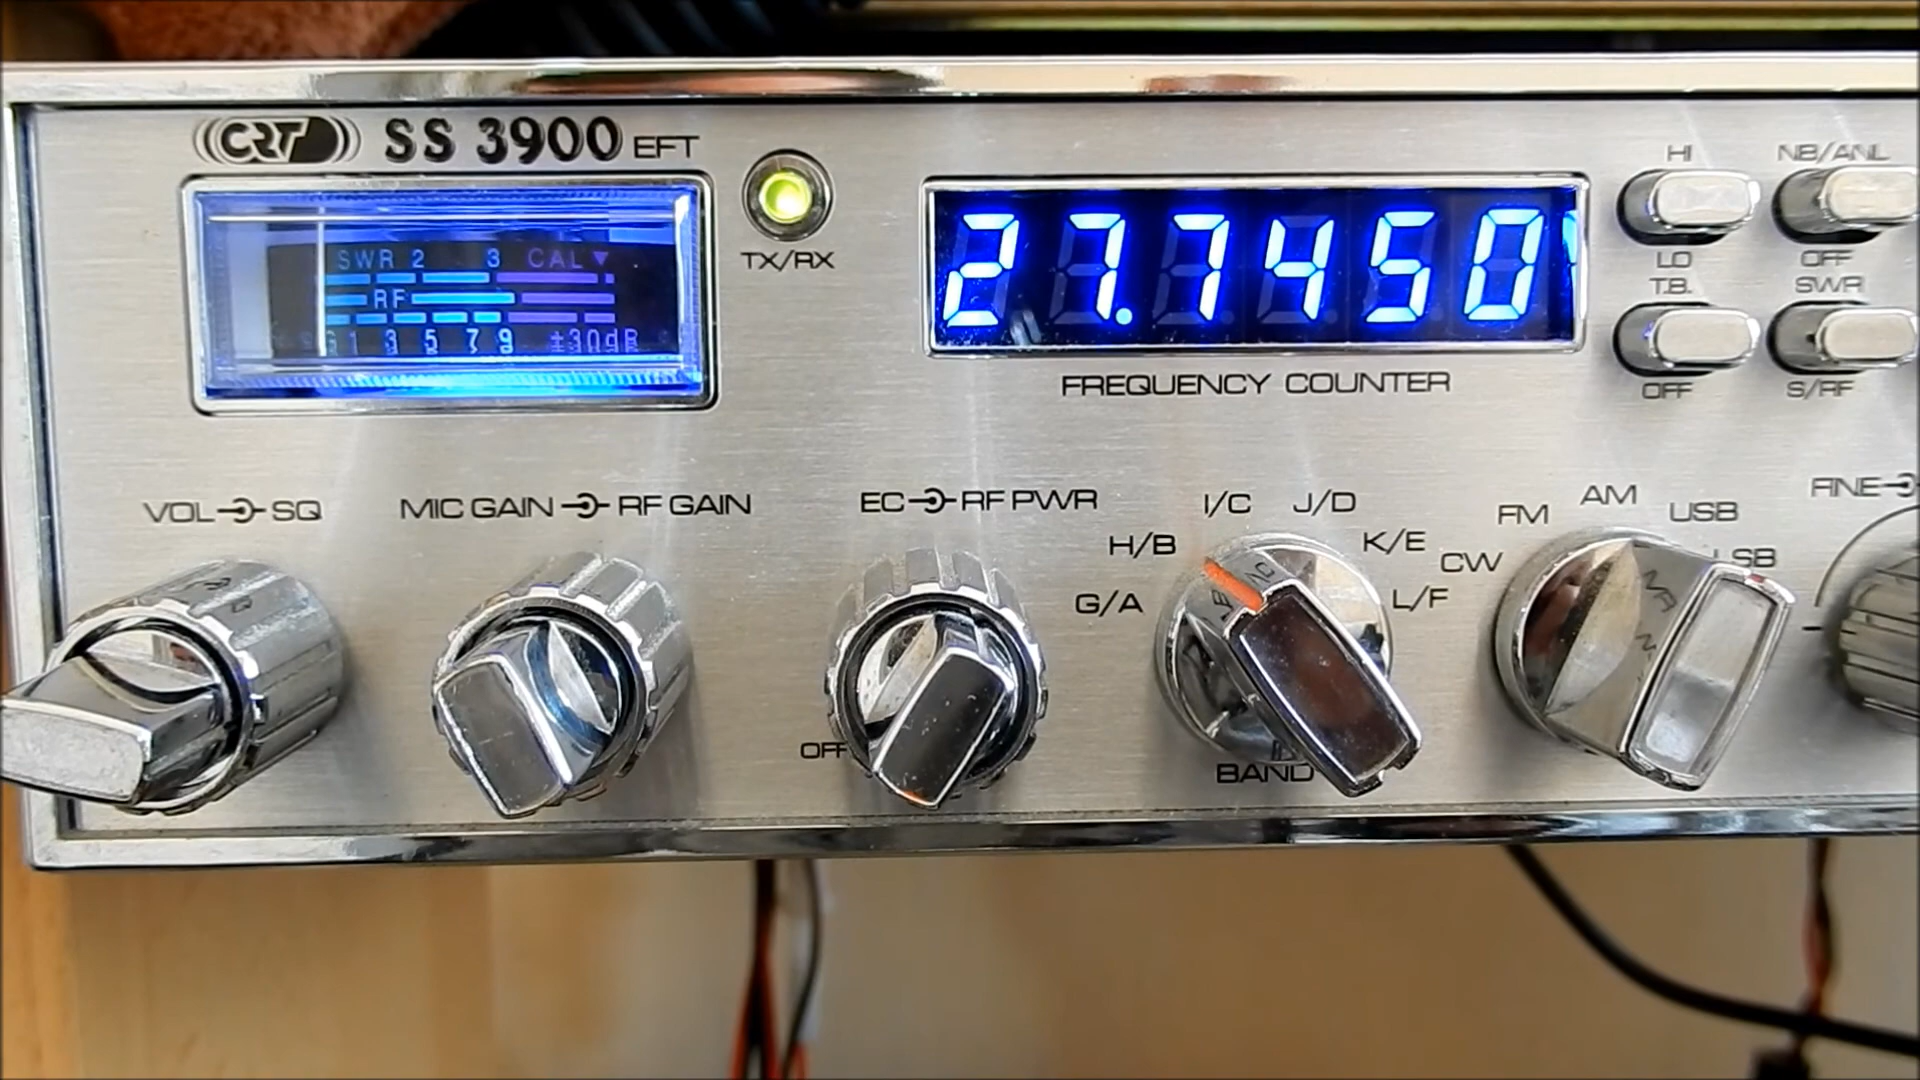 CRT SS 3900 EFT
HI NB/ANL
TX/RX
27.7450
LO OFF
T.B. SWR
SWR 2 3 CAL
RF
1 3 5 7 9 ±30dB
FREQUENCY COUNTER
OFF S/RF
VOL SQ
MIC GAIN RF GAIN
EC RF PWR
I/C J/D
H/B K/E
G/A L/F
FM AM USB
CW
FINE
OFF
BAND